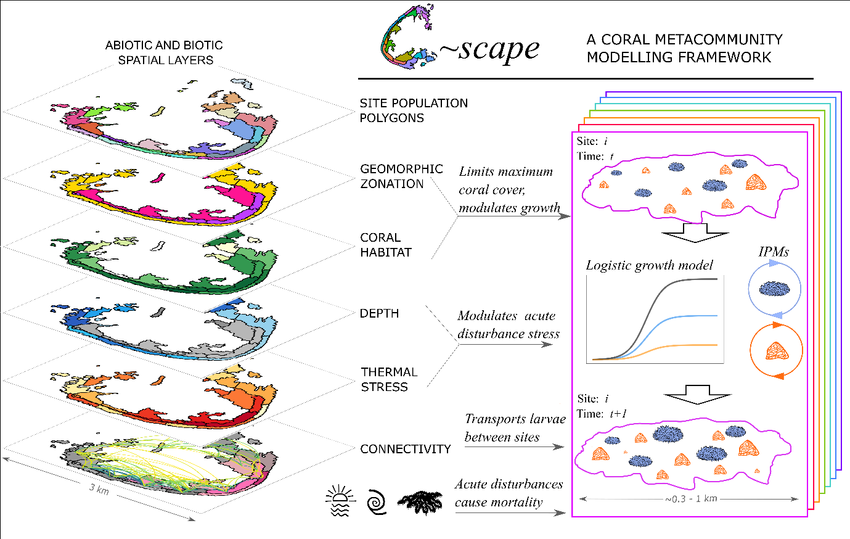 ~scape
A CORAL METACOMMUNITY
MODELLING FRAMEWORK
ABIOTIC AND BIOTIC
SPATIAL LAYERS
SITE POPULATION
POLYGONS
GEOMORPHIC
ZONATION
CORAL
HABITAT
DEPTH
THERMAL
STRESS
CONNECTIVITY
3 km
Limits maximum
coral cover,
modulates growth
Modulates acute
disturbance stress
Transports larvae
between sites
Acute disturbances
cause mortality
Site: i
Time: t
IPMs
Logistic growth model
Site: i
Time: t+1
~0.3 - 1 km